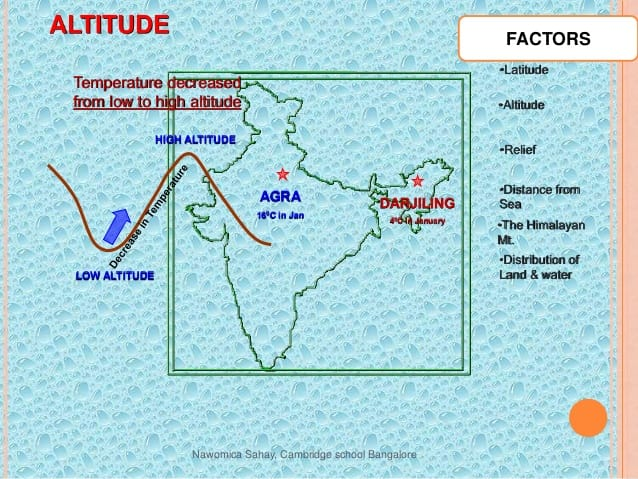 ALTITUDE
FACTORS
Temperature decreased
from low to high altitude
HIGH ALTITUDE
Decrease in Temperature
LOW ALTITUDE
AGRA
16⁰C in Jan
DARJILING
4⁰C in January
•Latitude
•Altitude
•Relief
•Distance from
Sea
•The Himalayan
Mt.
•Distribution of
Land & water
Nawomica Sahay, Cambridge school Bangalore